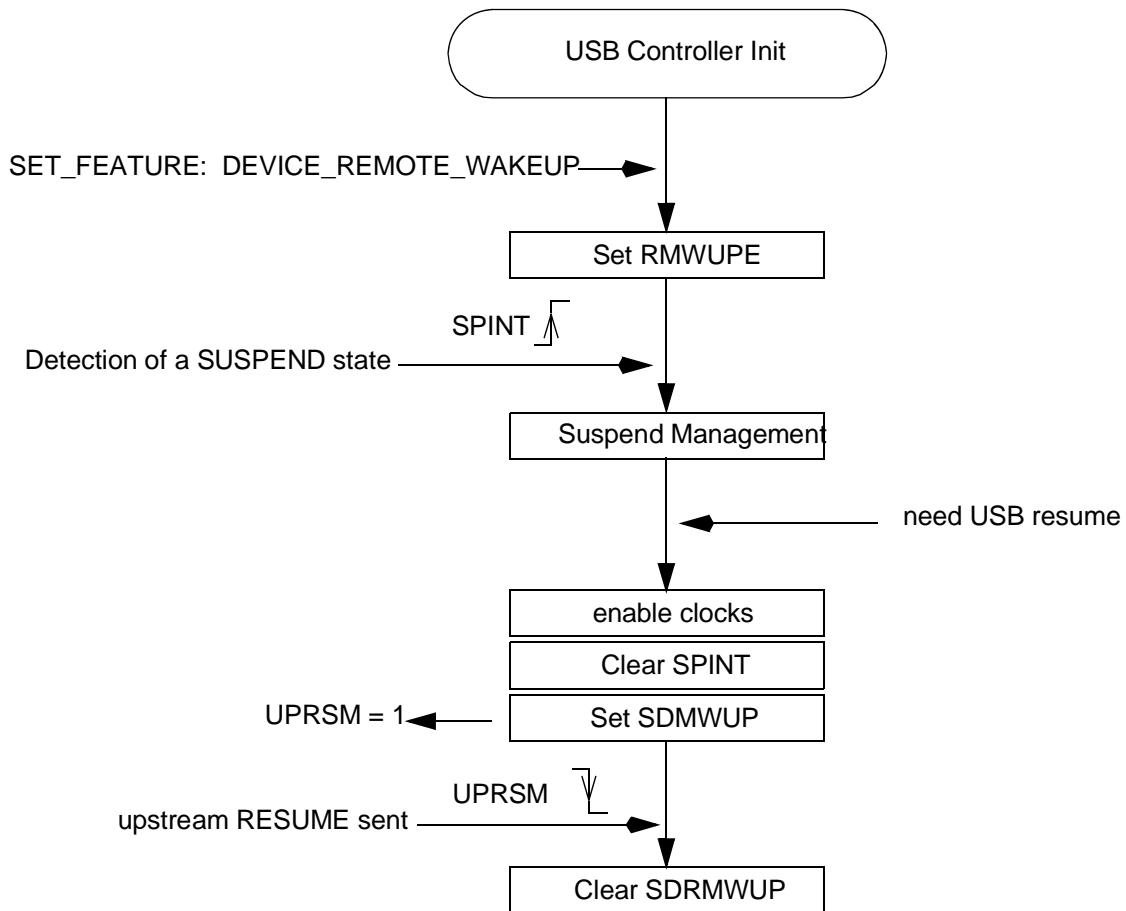 USB Controller Init
SET_FEATURE: DEVICE_REMOTE_WAKEUP
Set RMWUPE
SPINT
Detection of a SUSPEND state
Suspend Management
need USB resume
enable clocks
Clear SPINT
UPRSM = 1
Set SDMWUP
UPRSM
upstream RESUME sent
Clear SDRMWUP